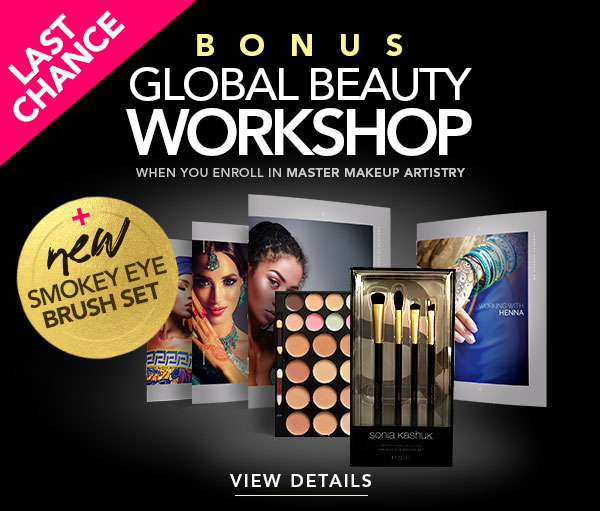 LAST
CHANCE
BONUS
GLOBAL BEAUTY
WORKSHOP
WHEN YOU ENROLL IN MASTER MAKEUP ARTISTRY
+
new
SMOKEY EYE
BRUSH SET
WORKING WITH
HENNA
sonia kashuk
VIEW DETAILS